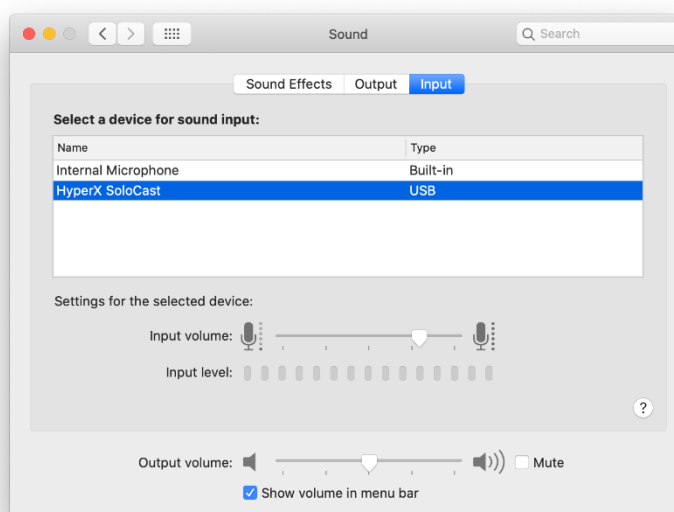 Sound
Search
Sound Effects Output Input
Select a device for sound input:
Name Type
Internal Microphone Built-in
HyperX SoloCast USB
Settings for the selected device:
Input volume:
Input level:
?
Output volume: Mute
Show volume in menu bar